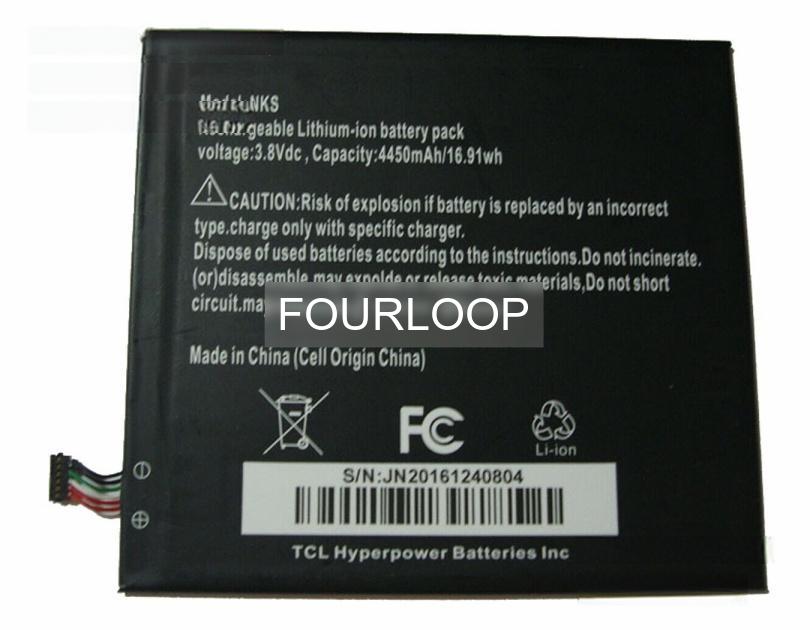 NKS
Lithium-ion battery pack
voltage:3.8Vdc , Capacity:4450mAh/16.91wh
CAUTION:Risk of explosion if battery is replaced by an incorrect
type.charge only with specific charger.
Dispose of used batteries according to the instructions.Do not incinerate.
(or)disassemble,may expolde or release toxic materials,Do not short
circuit.may
FOURLOOP
Made in China (Cell Origin China)
FC
Li-ion
S/N:JN20161240804
TCL Hyperpower Batteries Inc